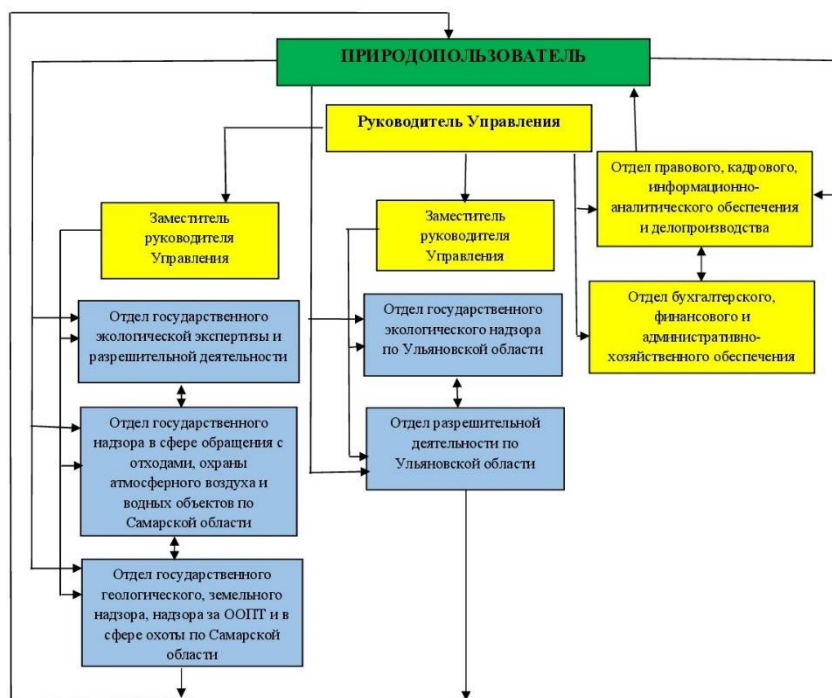 ПРИРОДОПОЛЬЗОВАТЕЛЬ
Руководитель Управления
Отдел правового, кадрового,
информационно-
аналитического обеспечения
и делопроизводства
Заместитель
руководителя
Управления
Заместитель
руководителя
Управления
Отдел бухгалтерского,
финансового и
административно-
хозяйственного обеспечения
Отдел государственного
экологической экспертизы и
разрешительной деятельности
Отдел государственного
экологического надзора
по Ульяновской области
Отдел государственного
надзора в сфере обращения с
отходами, охраны
атмосферного воздуха и
водных объектов по
Самарской области
Отдел разрешительной
деятельности по
Ульяновской области
Отдел государственного
геологического, земельного
надзора, надзора за ООПТ и в
сфере охоты по Самарской
области